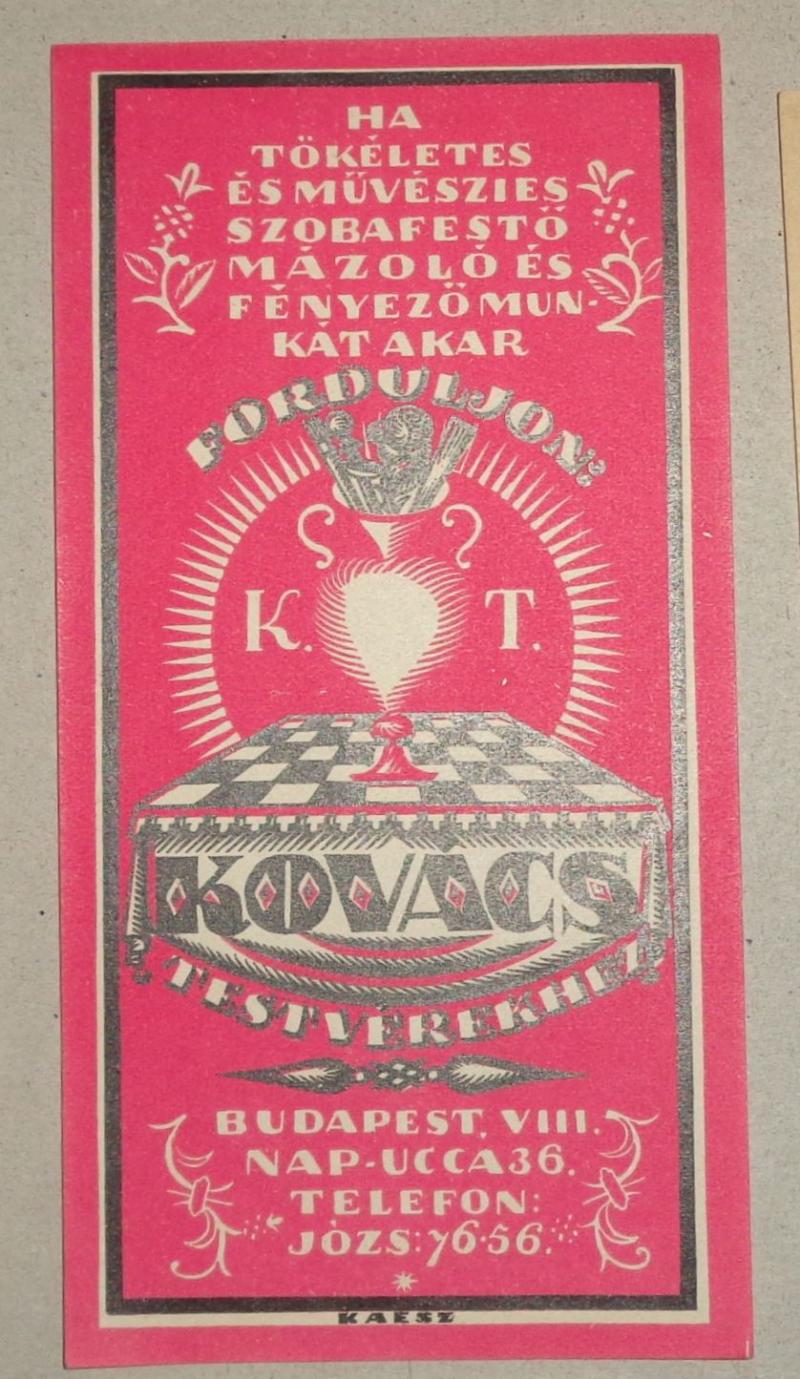 HA
TÖKÉLETES
ÉS MŰVÉSZIES
SZOBAFESTŐ
MÁZOLÓ ÉS
FÉNYEZŐ MUN-
KÁT AKAR
FORDULJON:
K. T.
KOVÁCS
TESTVÉREKHEZ
BUDAPEST, VIII.
NAP-UCCA 36.
TELEFON:
JÓZS: 76-56.
KAESZ